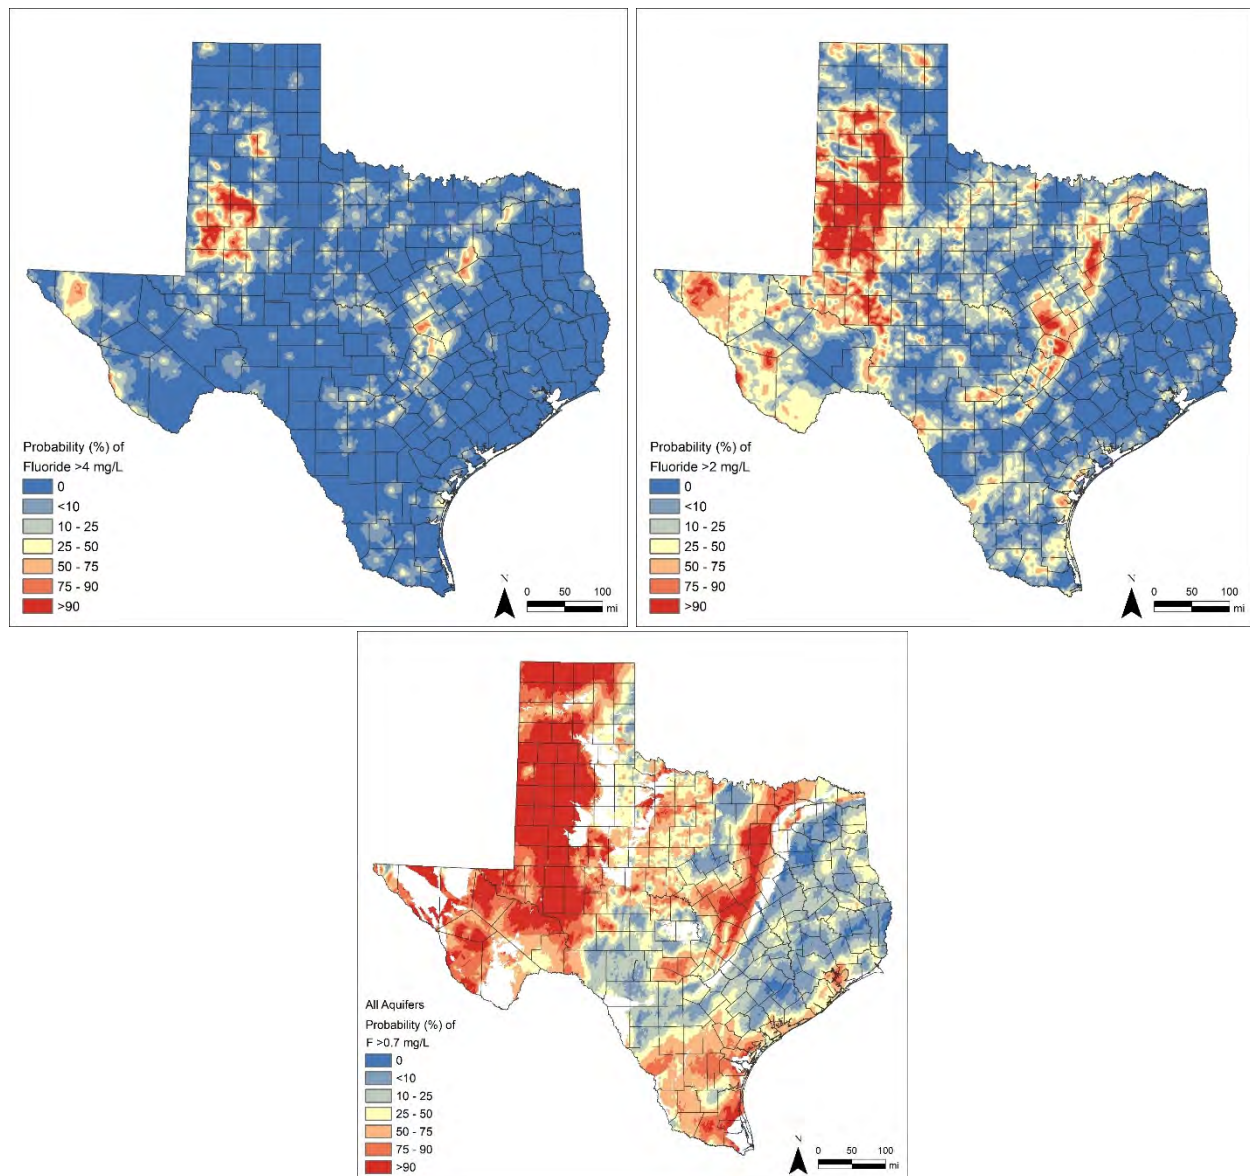 Probability (%) of
Fluoride >4 mg/L
0
<10
10 - 25
25 - 50
50 - 75
75 - 90
>90
N
0 50 100
mi
Probability (%) of
Fluoride >2 mg/L
0
<10
10 - 25
25 - 50
50 - 75
75 - 90
>90
N
0 50 100
mi
All Aquifers
Probability (%) of
F >0.7 mg/L
0
<10
10 - 25
25 - 50
50 - 75
75 - 90
>90
N
0 50 100
mi